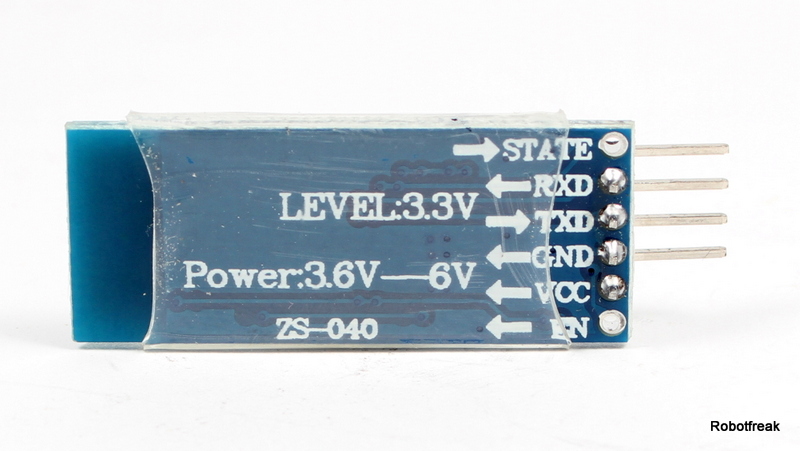 STATE
RXD
LEVEL:3.3V
TXD
GND
Power:3.6V—6V
VCC
ZS-040
EN
Robotfreak